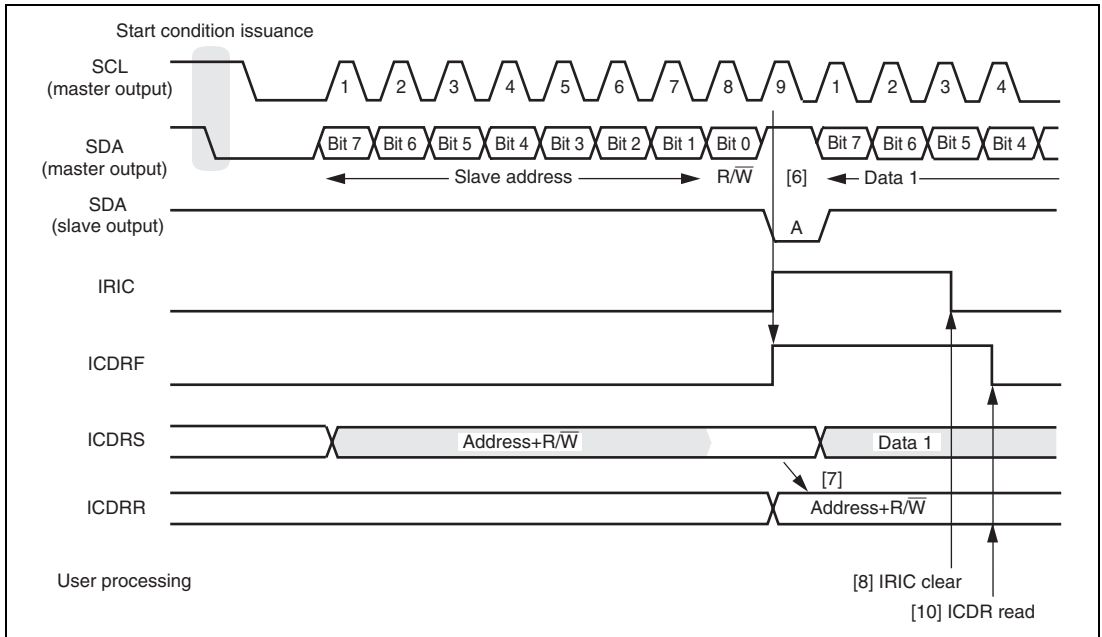 Start condition issuance
SCL
(master output)
1 2 3 4 5 6 7 8 9 1 2 3 4
SDA
(master output)
Bit 7 Bit 6 Bit 5 Bit 4 Bit 3 Bit 2 Bit 1 Bit 0 Bit 7 Bit 6 Bit 5 Bit 4
Slave address R/W̅ [6] Data 1
SDA
(slave output)
A
IRIC
ICDRF
ICDRS
Address+R/W̅ Data 1
[7]
ICDRR
Address+R/W̅
User processing
[8] IRIC clear
[10] ICDR read